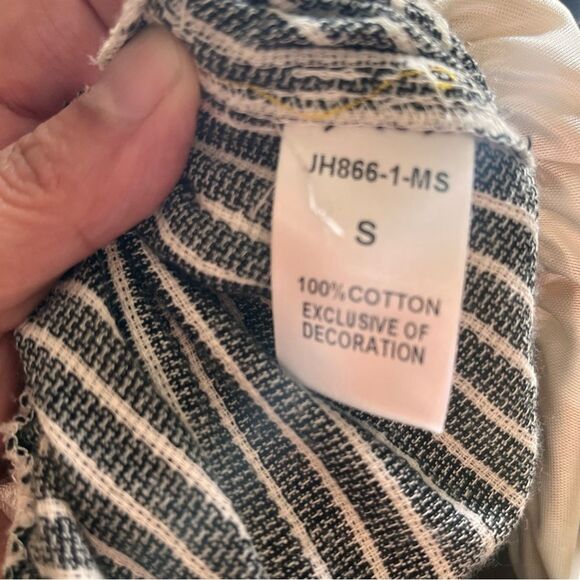 JH866-1-MS
S
100% COTTON
EXCLUSIVE OF
DECORATION